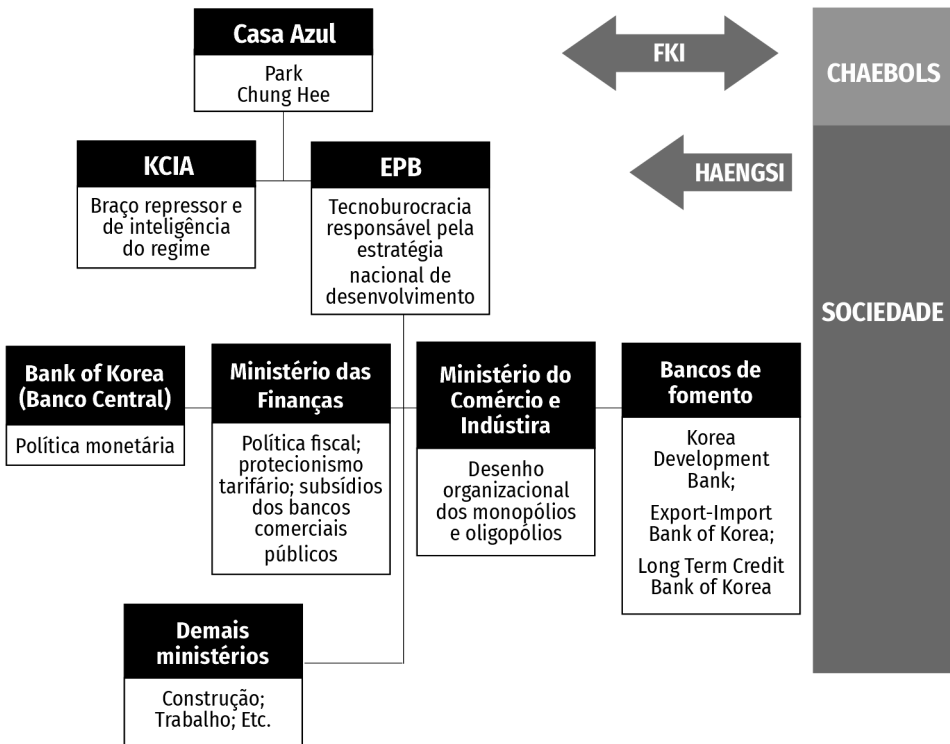 Casa Azul
Park
Chung Hee
FKI
CHAEBOLS
KCIA
Braço repressor e
de inteligência
do regime
EPB
Tecnoburocracia
responsável pela
estratégia
nacional de
desenvolvimento
HAENGSI
SOCIEDADE
Bank of Korea
(Banco Central)
Política monetária
Ministério das
Finanças
Política fiscal;
protecionismo
tarifário; subsídios
dos bancos
comerciais
públicos
Ministério do
Comércio e
Indústira
Desenho
organizacional
dos monopólios
e oligopólios
Bancos de
fomento
Korea
Development
Bank;
Export-Import
Bank of Korea;
Long Term Credit
Bank of Korea
Demais
ministérios
Construção;
Trabalho; Etc.